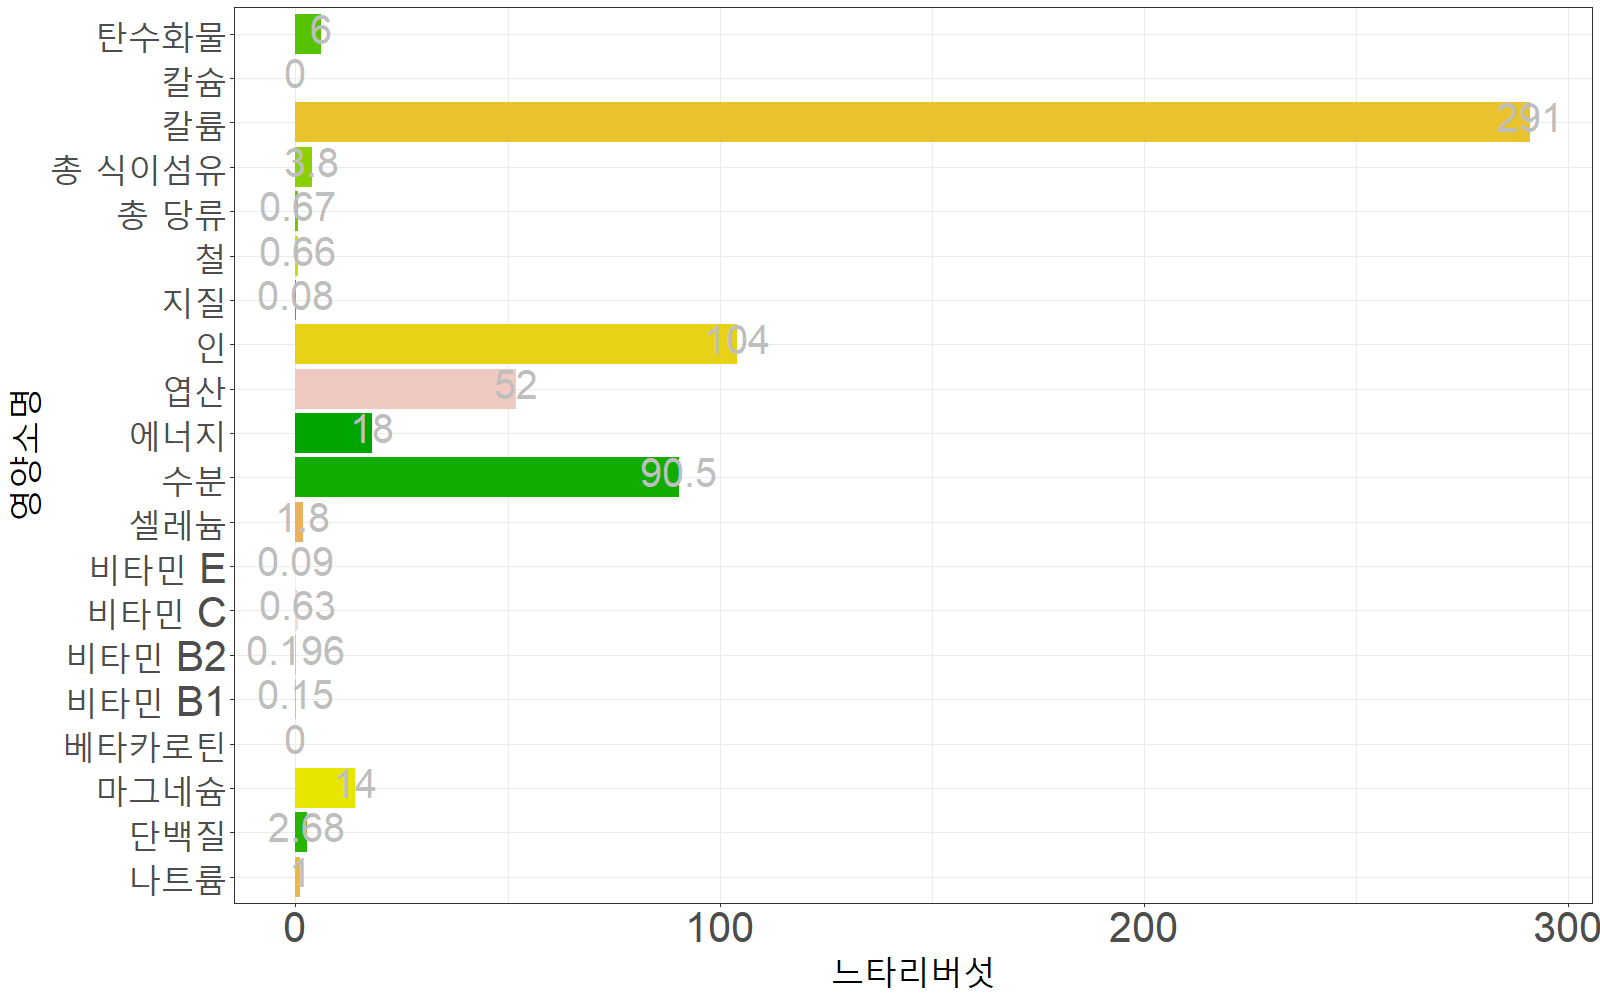 탄수화물 6
칼슘 0
칼륨 291
총 식이섬유 3.8
총 당류 0.67
철 0.66
지질 0.08
인 104
엽산 52
에너지 18
수분 90.5
셀레늄 1.8
비타민 E 0.09
비타민 C 0.63
비타민 B2 0.196
비타민 B1 0.15
베타카로틴 0
마그네슘 14
단백질 2.68
나트륨 1
영양소명
0 100 200 300
느타리버섯